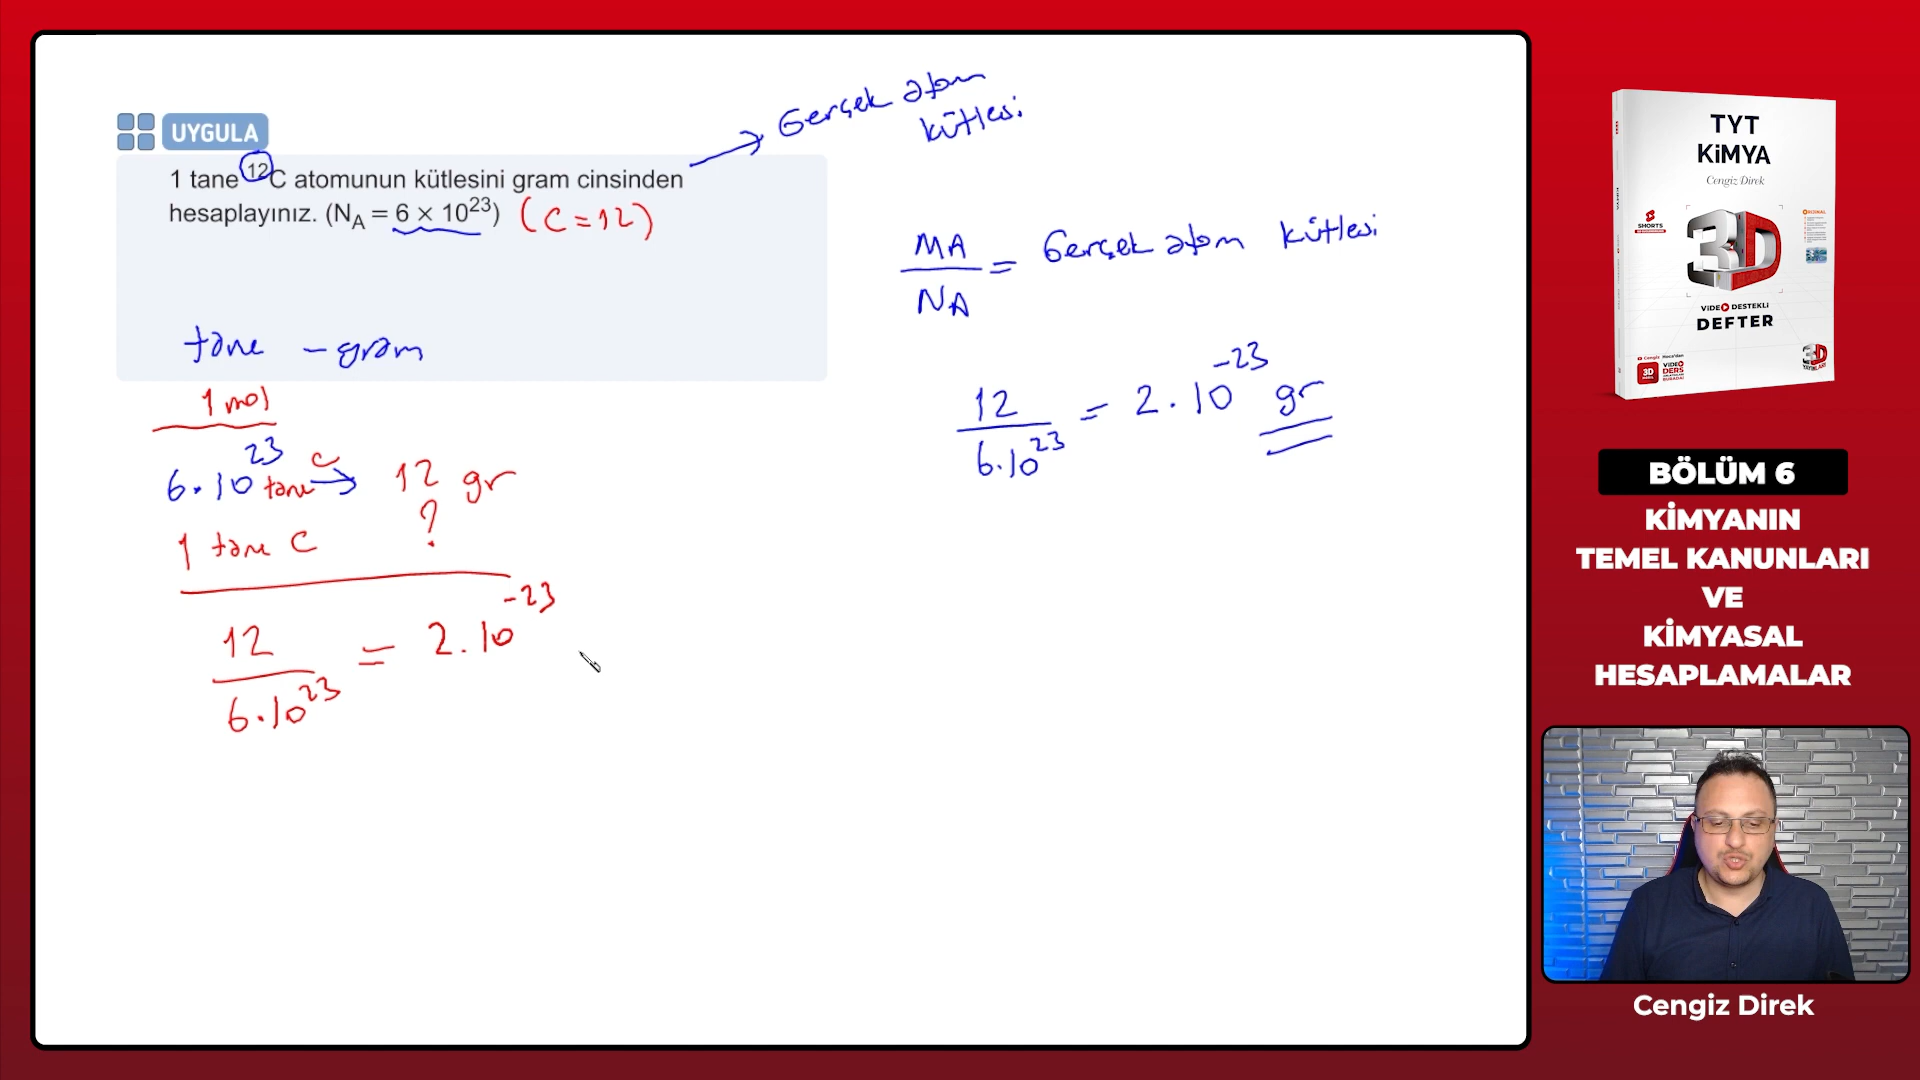 UYGULA
1 tane ¹²C atomunun kütlesini gram cinsinden
hesaplayınız. (N_A = 6 × 10²³) (C=12)
→ Gerçek atom
kütlesi
tane - gram
1 mol
6.10²³ tane C → 12 gr
1 tane C ?
12 / 6.10²³ = 2.10⁻²³
MA / NA = Gerçek atom kütlesi
12 / 6.10²³ = 2.10⁻²³ gr
TYT
KİMYA
Cengiz Direk
SHORTS
3D
VİDEO DESTEKLİ
DEFTER
BÖLÜM 6
KİMYANIN
TEMEL KANUNLARI
VE
KİMYASAL
HESAPLAMALAR
Cengiz Direk